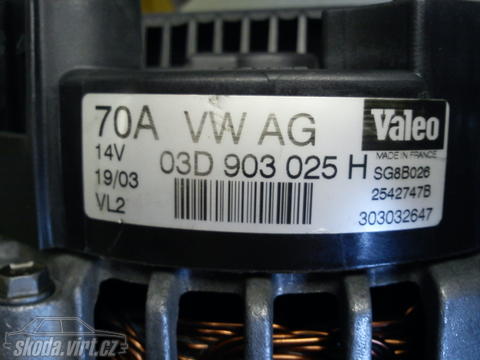 70A VW AG Valeo
14V MADE IN FRANCE
03D 903 025 H SG8B026
19/03 2542747B
VL2 303032647
skoda.virt.cz